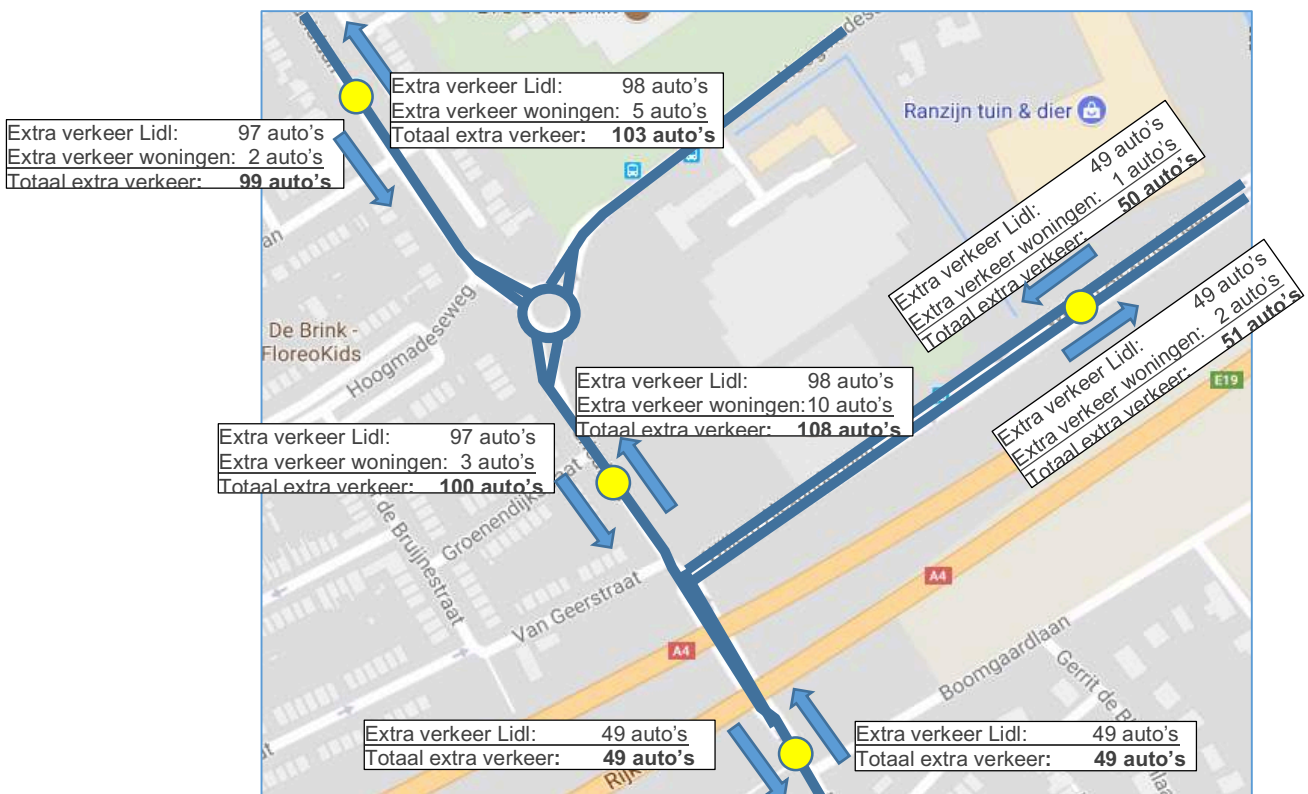 Extra verkeer Lidl: 98 auto's
Extra verkeer woningen: 5 auto's
Totaal extra verkeer: 103 auto's
Ranzijn tuin & dier
Extra verkeer Lidl: 97 auto's
Extra verkeer woningen: 2 auto's
Totaal extra verkeer: 99 auto's
Extra verkeer Lidl: 49 auto's
Extra verkeer woningen: 1 auto's
Totaal extra verkeer: 50 auto's
Extra verkeer Lidl: 49 auto's
Extra verkeer woningen: 2 auto's
Totaal extra verkeer: 51 auto's
De Brink -
FloreoKids
Hoogmadeseweg
E19
Extra verkeer Lidl: 98 auto's
Extra verkeer woningen: 10 auto's
Totaal extra verkeer: 108 auto's
Extra verkeer Lidl: 97 auto's
Extra verkeer woningen: 3 auto's
Totaal extra verkeer: 100 auto's
de Bruijnestraat
Van Geerstraat
A4
A4
Boomgaardlaan
Gerrit de
Extra verkeer Lidl: 49 auto's
Totaal extra verkeer: 49 auto's
Extra verkeer Lidl: 49 auto's
Totaal extra verkeer: 49 auto's